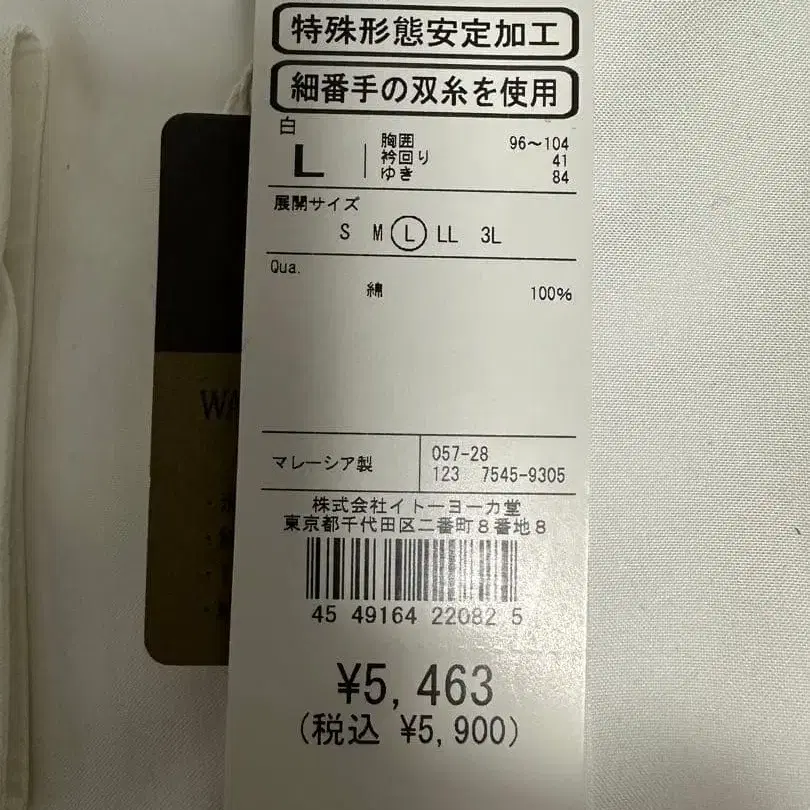 特殊形態安定加工
細番手の双糸を使用
白
L
胸囲 96～104
衿回り 41
ゆき 84
展開サイズ
S M L LL 3L
Qua.
綿 100%
WA
マレーシア製
057-28
123 7545-9305
株式会社イトーヨーカ堂
東京都千代田区二番町8番地8
45 49164 22082 5
¥5,463
(税込 ¥5,900)